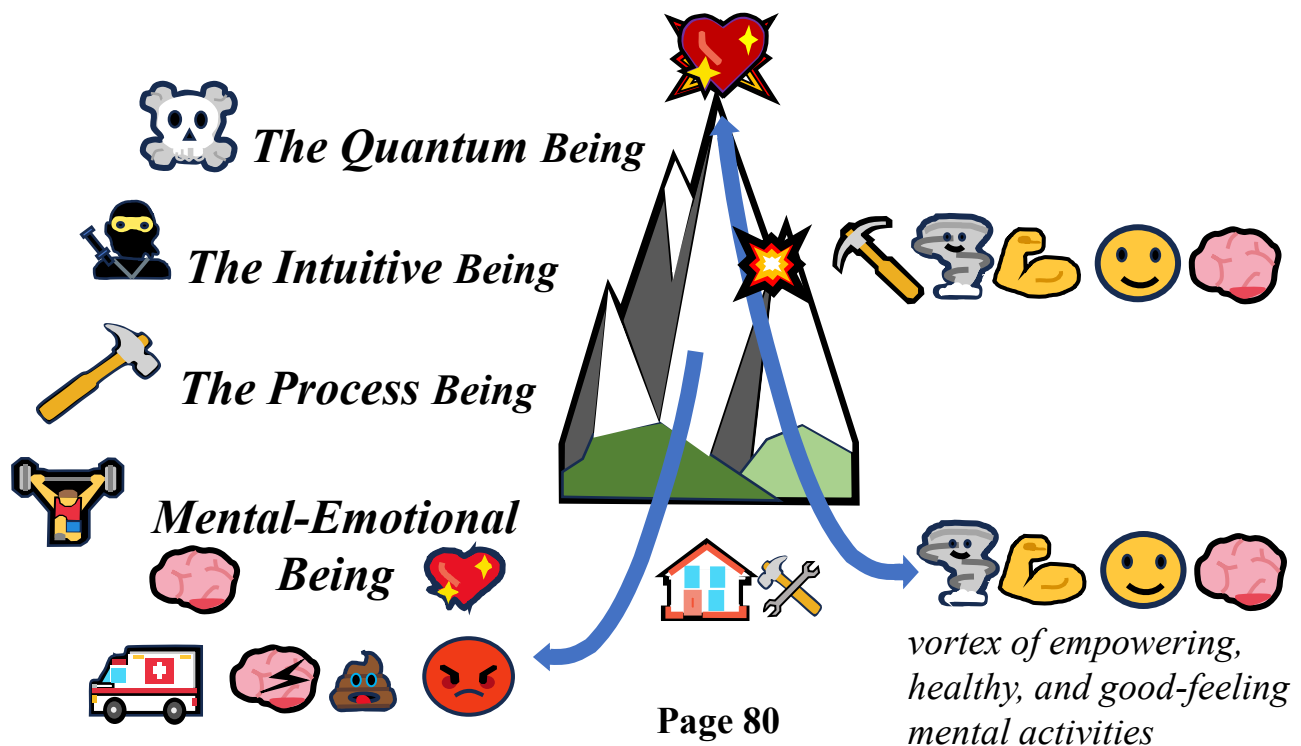 The Quantum Being
The Intuitive Being
The Process Being
Mental-Emotional
Being
vortex of empowering,
healthy, and good-feeling
mental activities
Page 80